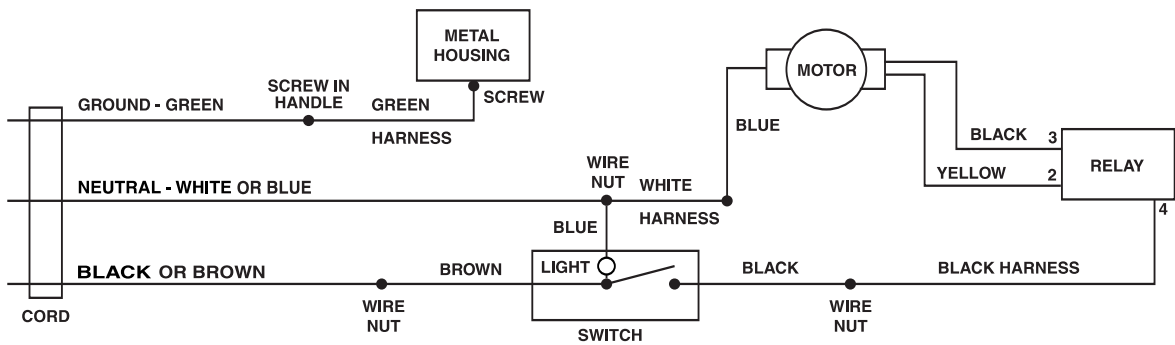 METAL
HOUSING
SCREW
GROUND - GREEN
SCREW IN
HANDLE
GREEN
HARNESS
MOTOR
BLUE
BLACK
3
YELLOW
2
RELAY
4
NEUTRAL - WHITE OR BLUE
WIRE
NUT
WHITE
HARNESS
BLUE
BLACK OR BROWN
WIRE
NUT
BROWN
LIGHT
SWITCH
BLACK
WIRE
NUT
BLACK HARNESS
CORD